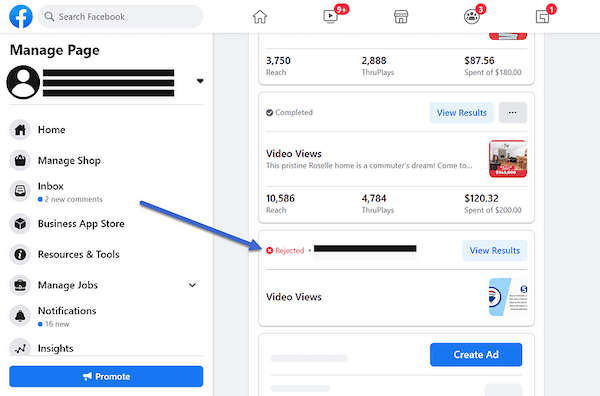 Search Facebook
9+
3
1
Manage Page
Home
Manage Shop
Inbox
2 new comments
Business App Store
Resources & Tools
Manage Jobs
Notifications
16 new
Insights
Promote
3,750 2,888 $87.56
Reach ThruPlays Spent of $180.00
Completed View Results ...
Video Views
This pristine Roselle home is a commuter's dream! Come to...
10,586 4,784 $120.32
Reach ThruPlays Spent of $200.00
Rejected • View Results
Video Views
Create Ad